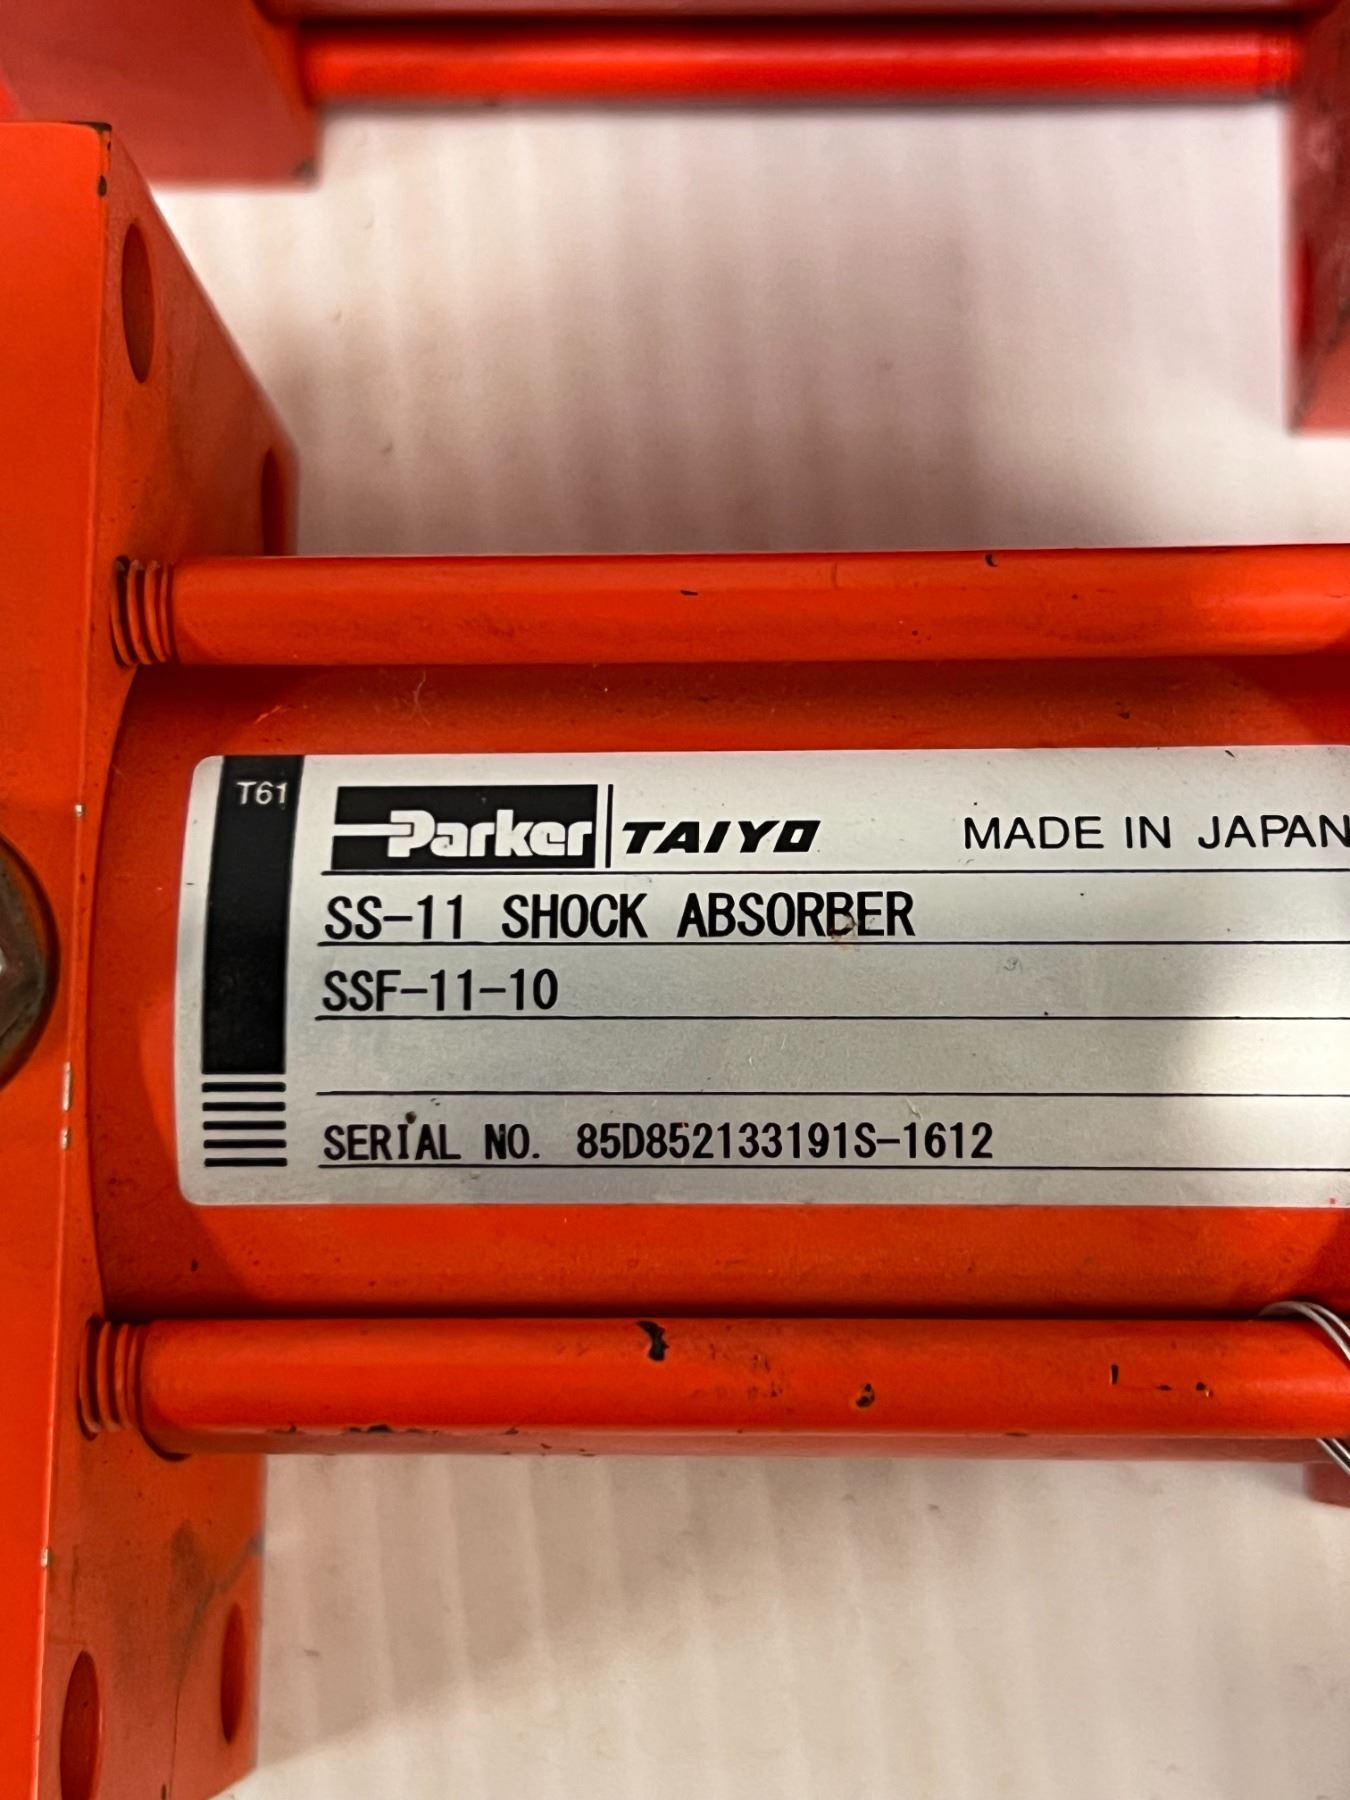 T61
Parker TAIYO MADE IN JAPAN
SS-11 SHOCK ABSORBER
SSF-11-10
SERIAL NO. 85D852133191S-1612